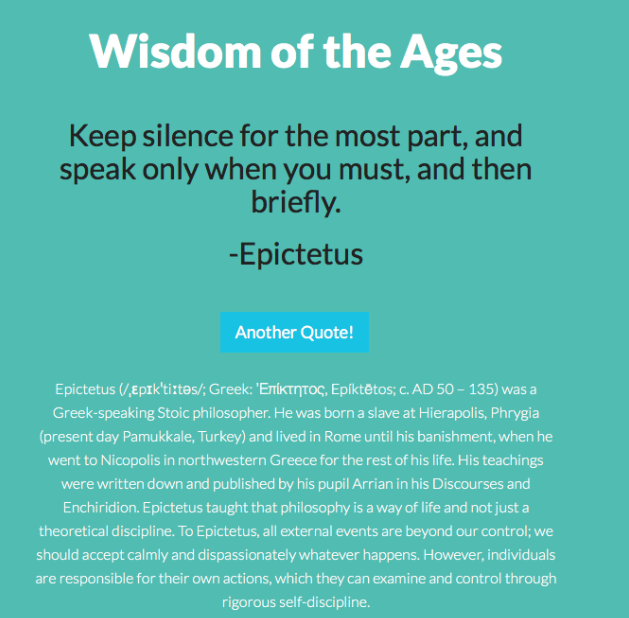 Wisdom of the Ages
Keep silence for the most part, and
speak only when you must, and then
briefly.
-Epictetus
Another Quote!
Epictetus (/ˌɛpɪkˈtiːtəs/; Greek: Ἐπίκτητος, Epíktētos; c. AD 50 – 135) was a
Greek-speaking Stoic philosopher. He was born a slave at Hierapolis, Phrygia
(present day Pamukkale, Turkey) and lived in Rome until his banishment, when he
went to Nicopolis in northwestern Greece for the rest of his life. His teachings
were written down and published by his pupil Arrian in his Discourses and
Enchiridion. Epictetus taught that philosophy is a way of life and not just a
theoretical discipline. To Epictetus, all external events are beyond our control; we
should accept calmly and dispassionately whatever happens. However, individuals
are responsible for their own actions, which they can examine and control through
rigorous self-discipline.